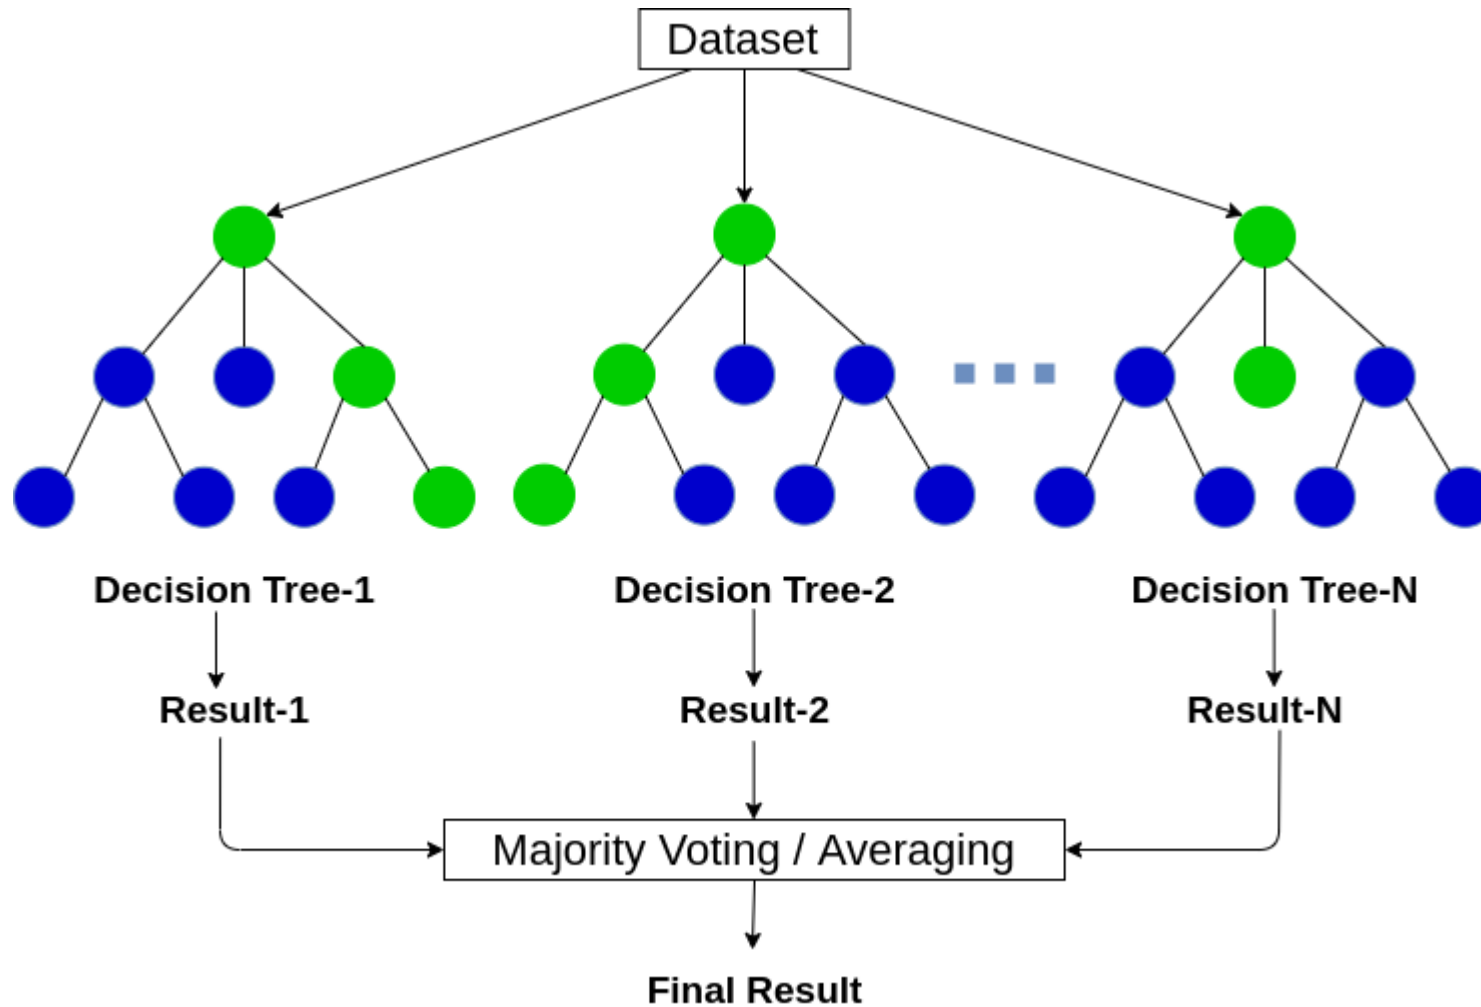 Dataset
Decision Tree-1
Decision Tree-2
Decision Tree-N
Result-1
Result-2
Result-N
Majority Voting / Averaging
Final Result